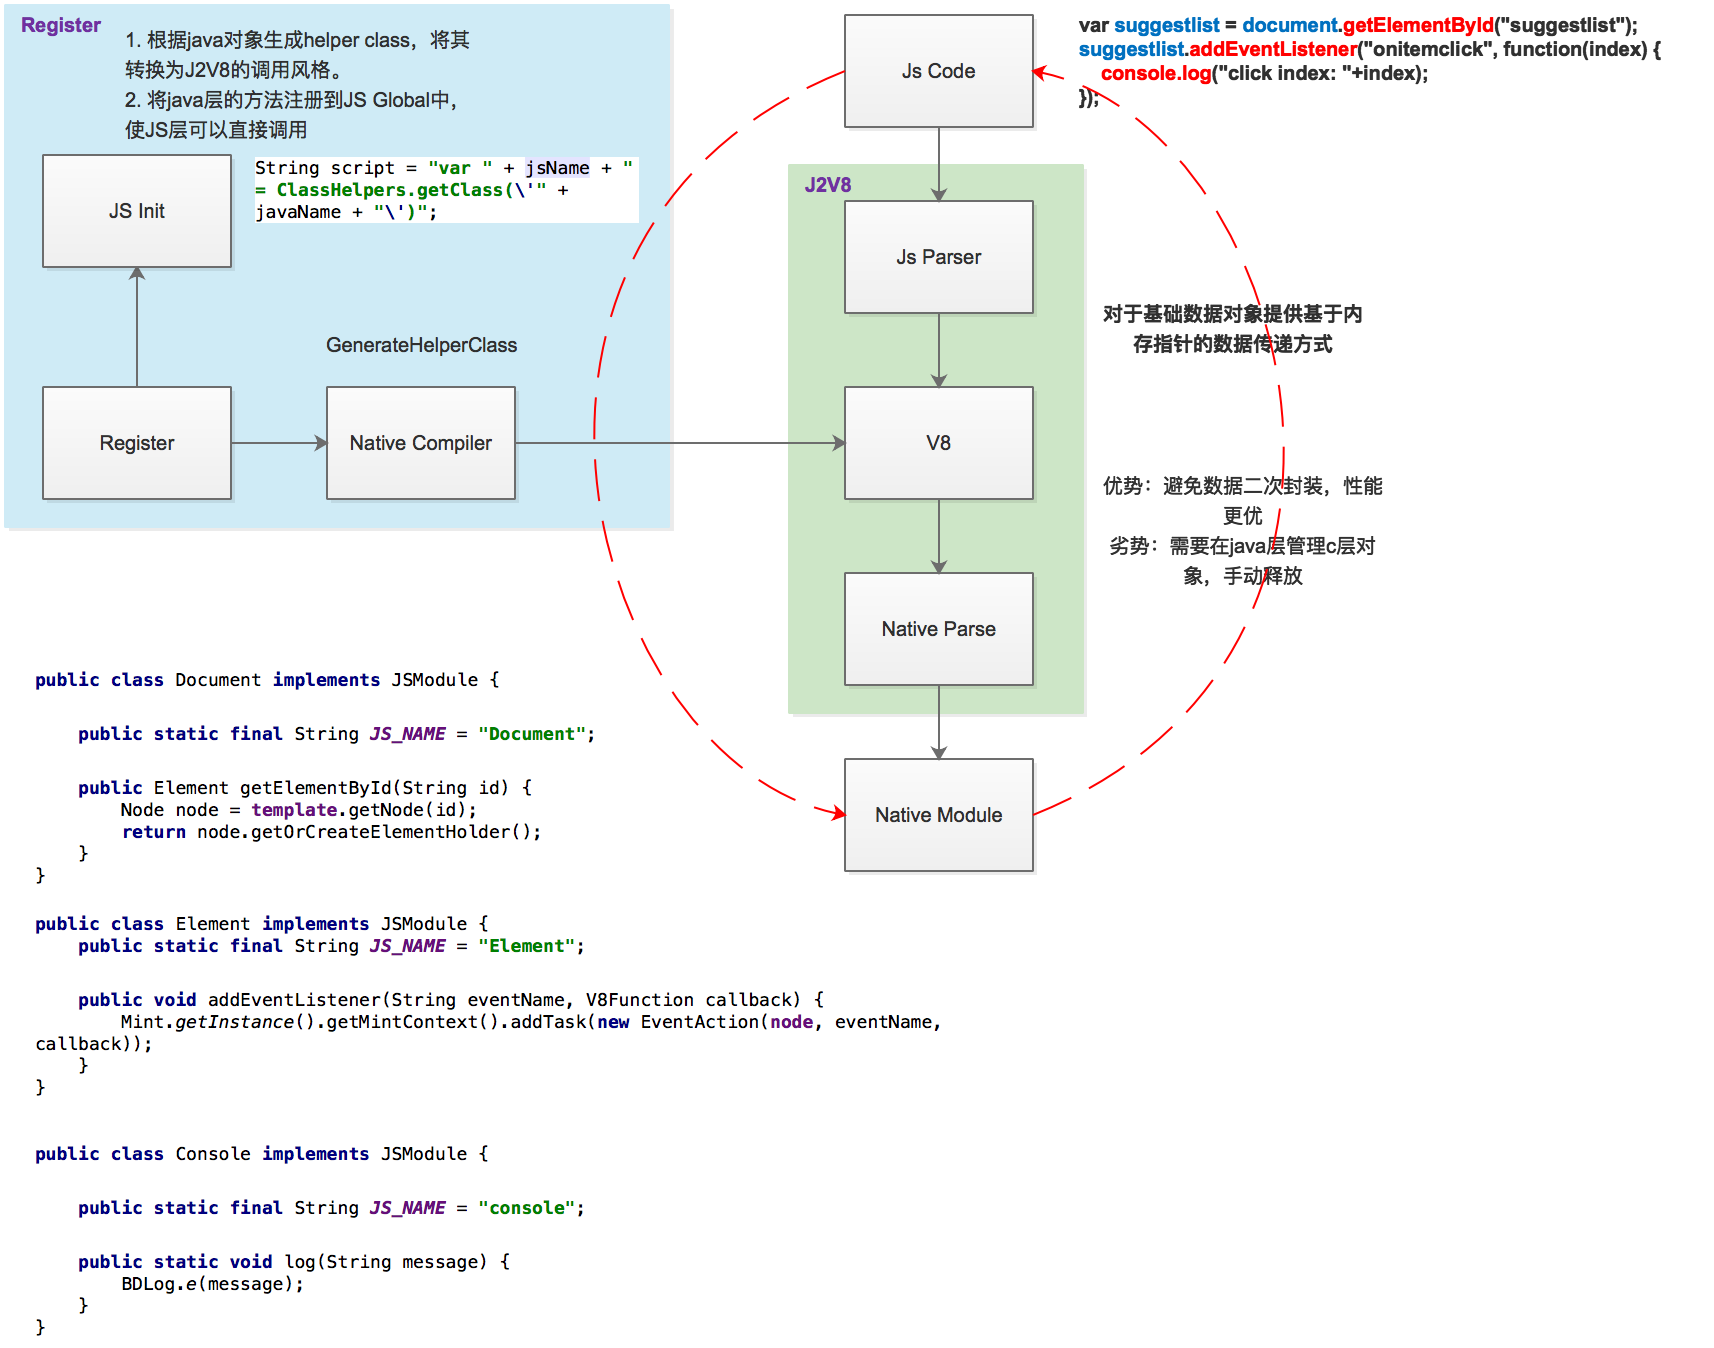 Register
1. 根据java对象生成helper class，将其
转换为J2V8的调用风格。
2. 将java层的方法注册到JS Global中，
使JS层可以直接调用
String script = "var " + jsName + "
= ClassHelpers.getClass(\'" +
javaName + "\')";
JS Init
GenerateHelperClass
Register
Native Compiler
Js Code
var suggestlist = document.getElementById("suggestlist");
suggestlist.addEventListener("onitemclick", function(index) {
console.log("click index: "+index);
});
J2V8
Js Parser
V8
Native Parse
Native Module
对于基础数据对象提供基于内
存指针的数据传递方式
优势：避免数据二次封装，性能
更优
劣势：需要在java层管理c层对
象，手动释放
public class Document implements JSModule {
public static final String JS_NAME = "Document";
public Element getElementById(String id) {
Node node = template.getNode(id);
return node.getOrCreateElementHolder();
}
}
public class Element implements JSModule {
public static final String JS_NAME = "Element";
public void addEventListener(String eventName, V8Function callback) {
Mint.getInstance().getMintContext().addTask(new EventAction(node, eventName,
callback));
}
}
public class Console implements JSModule {
public static final String JS_NAME = "console";
public static void log(String message) {
BDLog.e(message);
}
}